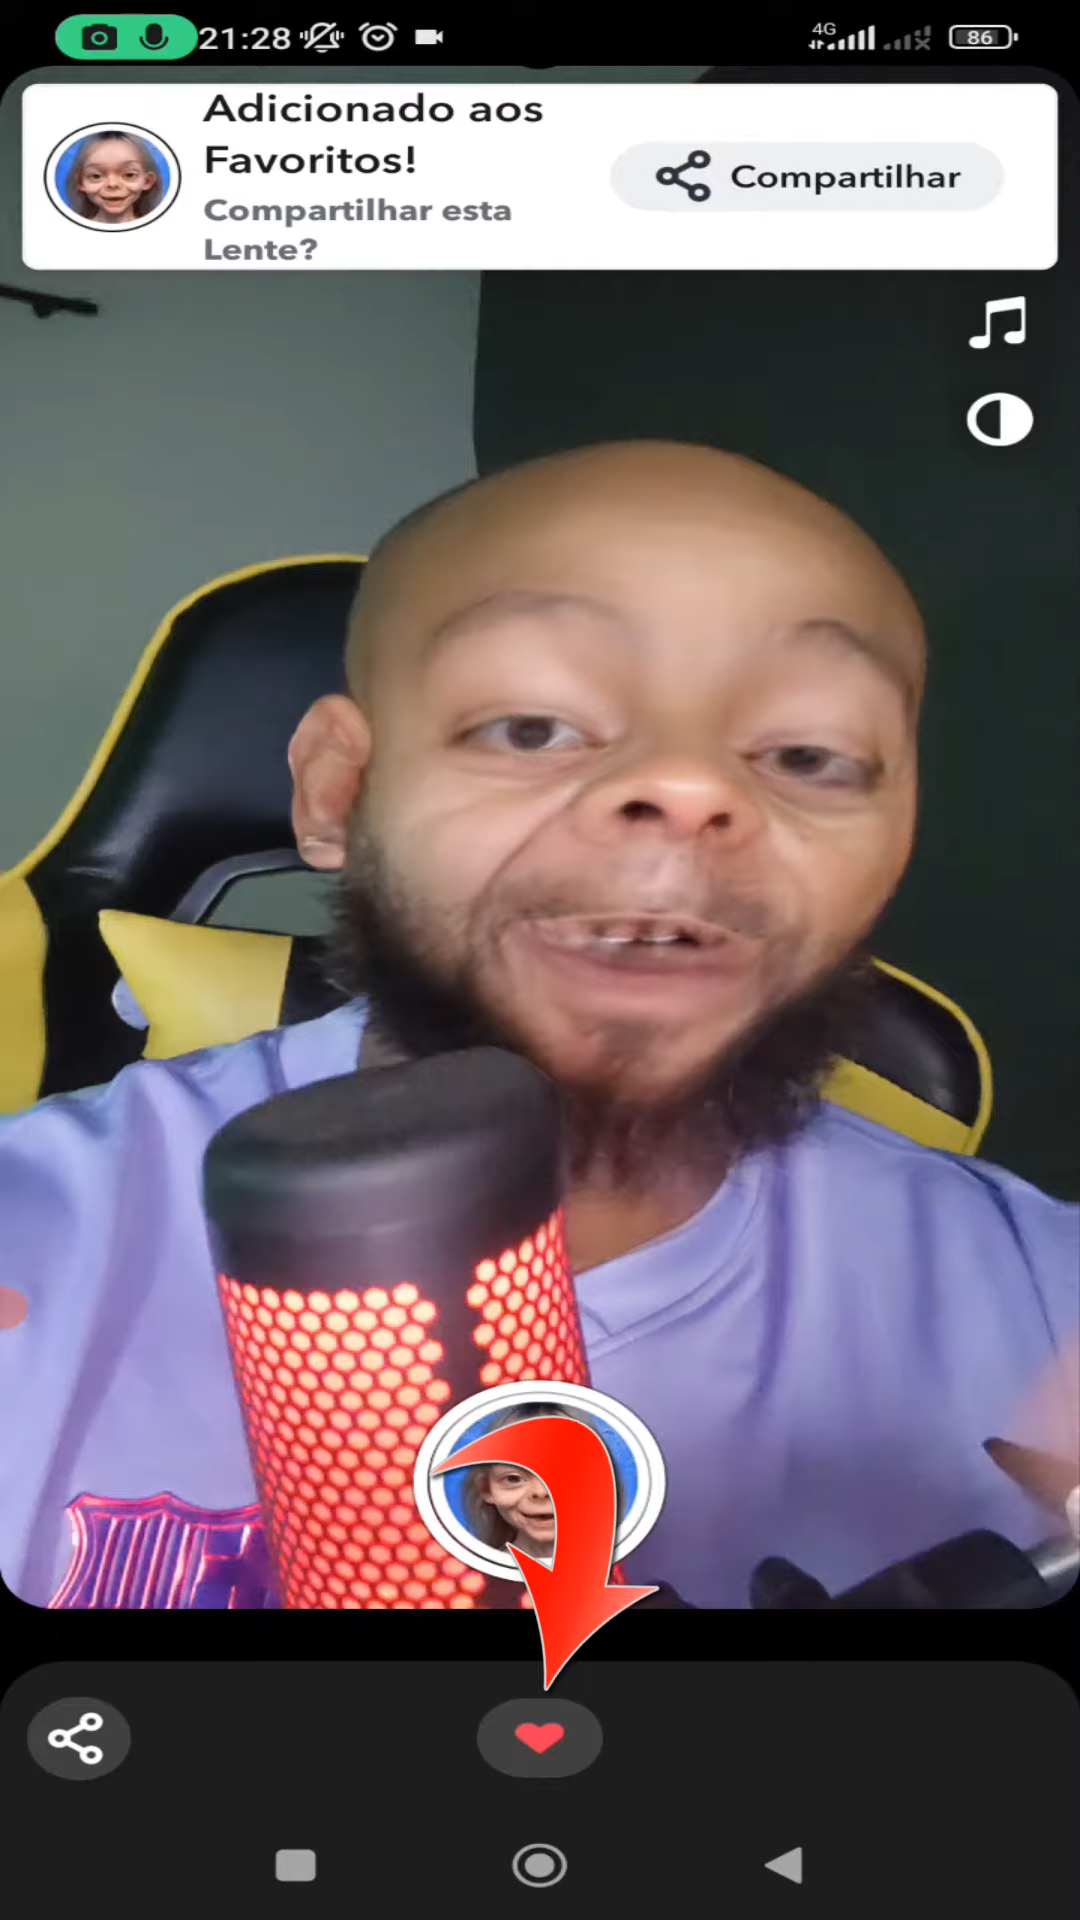 21:28
4G
86
Adicionado aos
Favoritos!
Compartilhar esta
Lente?
Compartilhar